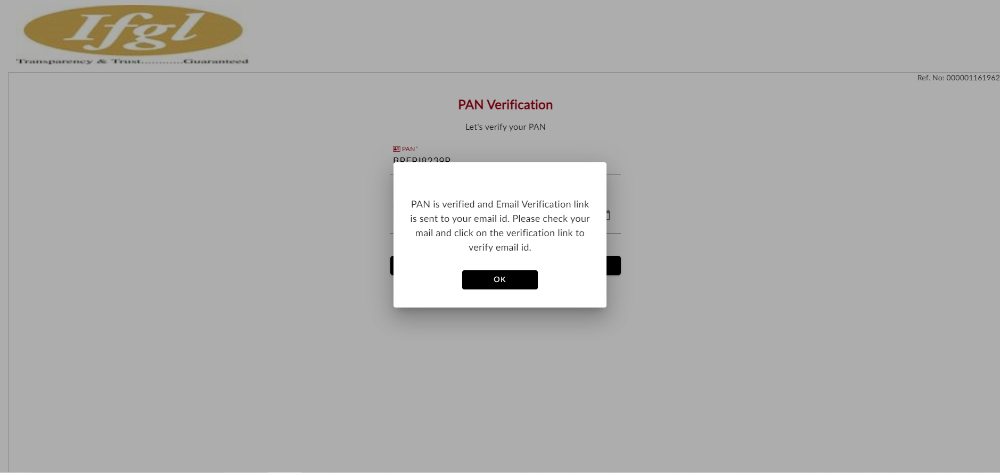 Ifgl
Transparency & Trust............Guaranteed
Ref. No: 000001161962
PAN Verification
Let's verify your PAN
PAN*
PAN is verified and Email Verification link
is sent to your email id. Please check your
mail and click on the verification link to
verify email id.
OK